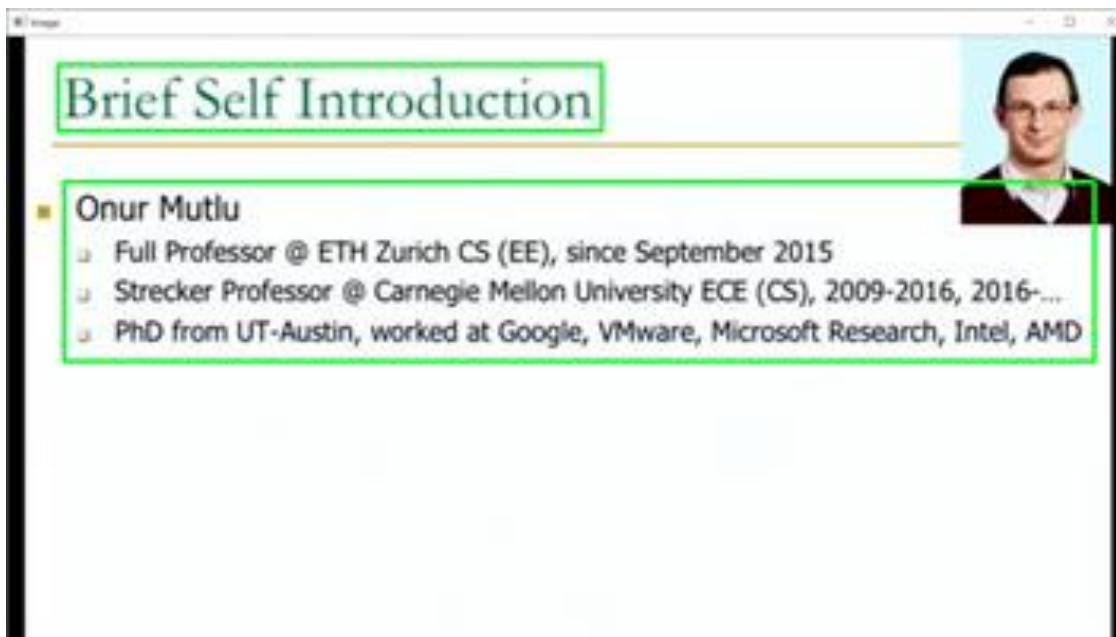 Image
Brief Self Introduction
Onur Mutlu
Full Professor @ ETH Zurich CS (EE), since September 2015
Strecker Professor @ Carnegie Mellon University ECE (CS), 2009-2016, 2016-...
PhD from UT-Austin, worked at Google, VMware, Microsoft Research, Intel, AMD